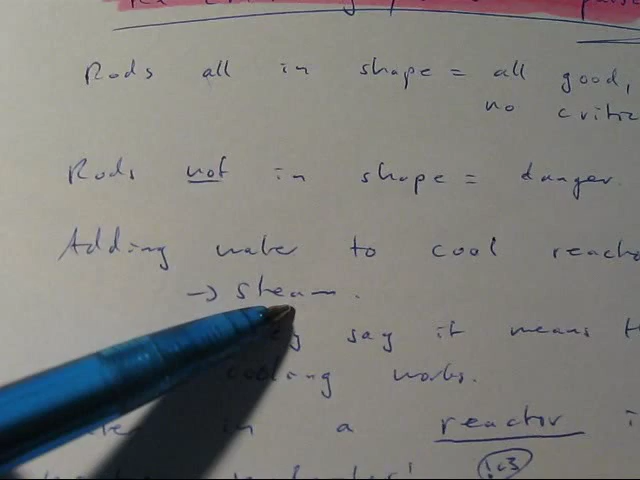 Rods all in shape = all good,
no critic
Rods not in shape = danger.
Adding water to cool reacto
→ steam.
say it means t
cooling works.
in a reactor i